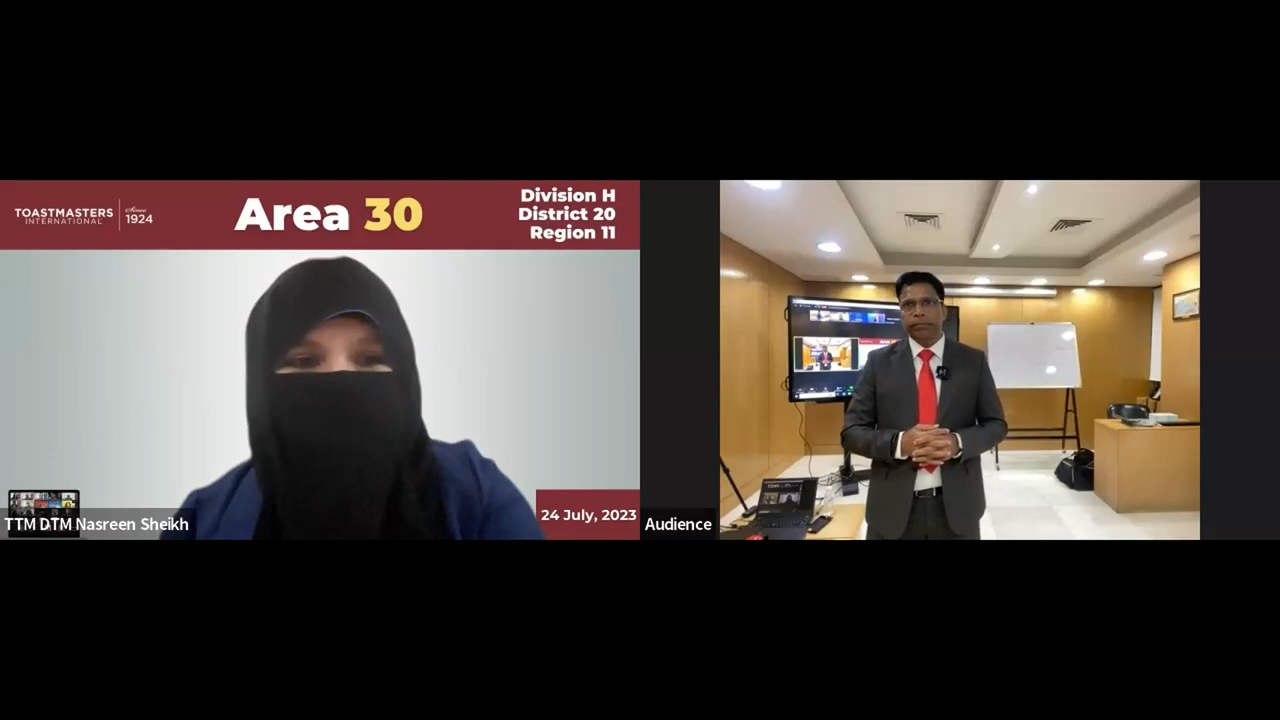 TOASTMASTERS
INTERNATIONAL
Since
1924
Area 30
Division H
District 20
Region 11
24 July, 2023
TTM DTM Nasreen Sheikh
Audience